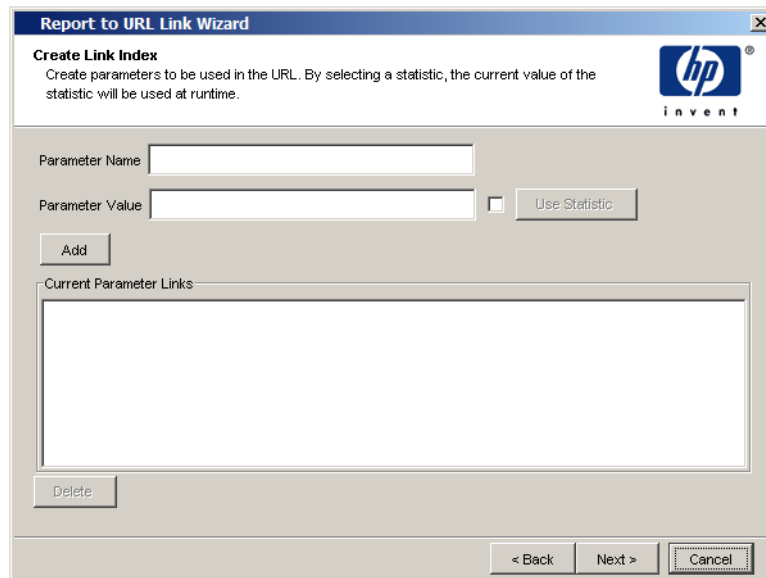 Report to URL Link Wizard
Create Link Index
Create parameters to be used in the URL. By selecting a statistic, the current value of the
statistic will be used at runtime.
hp ®
invent
Parameter Name
Parameter Value
Use Statistic
Add
Current Parameter Links
Delete
< Back
Next >
Cancel